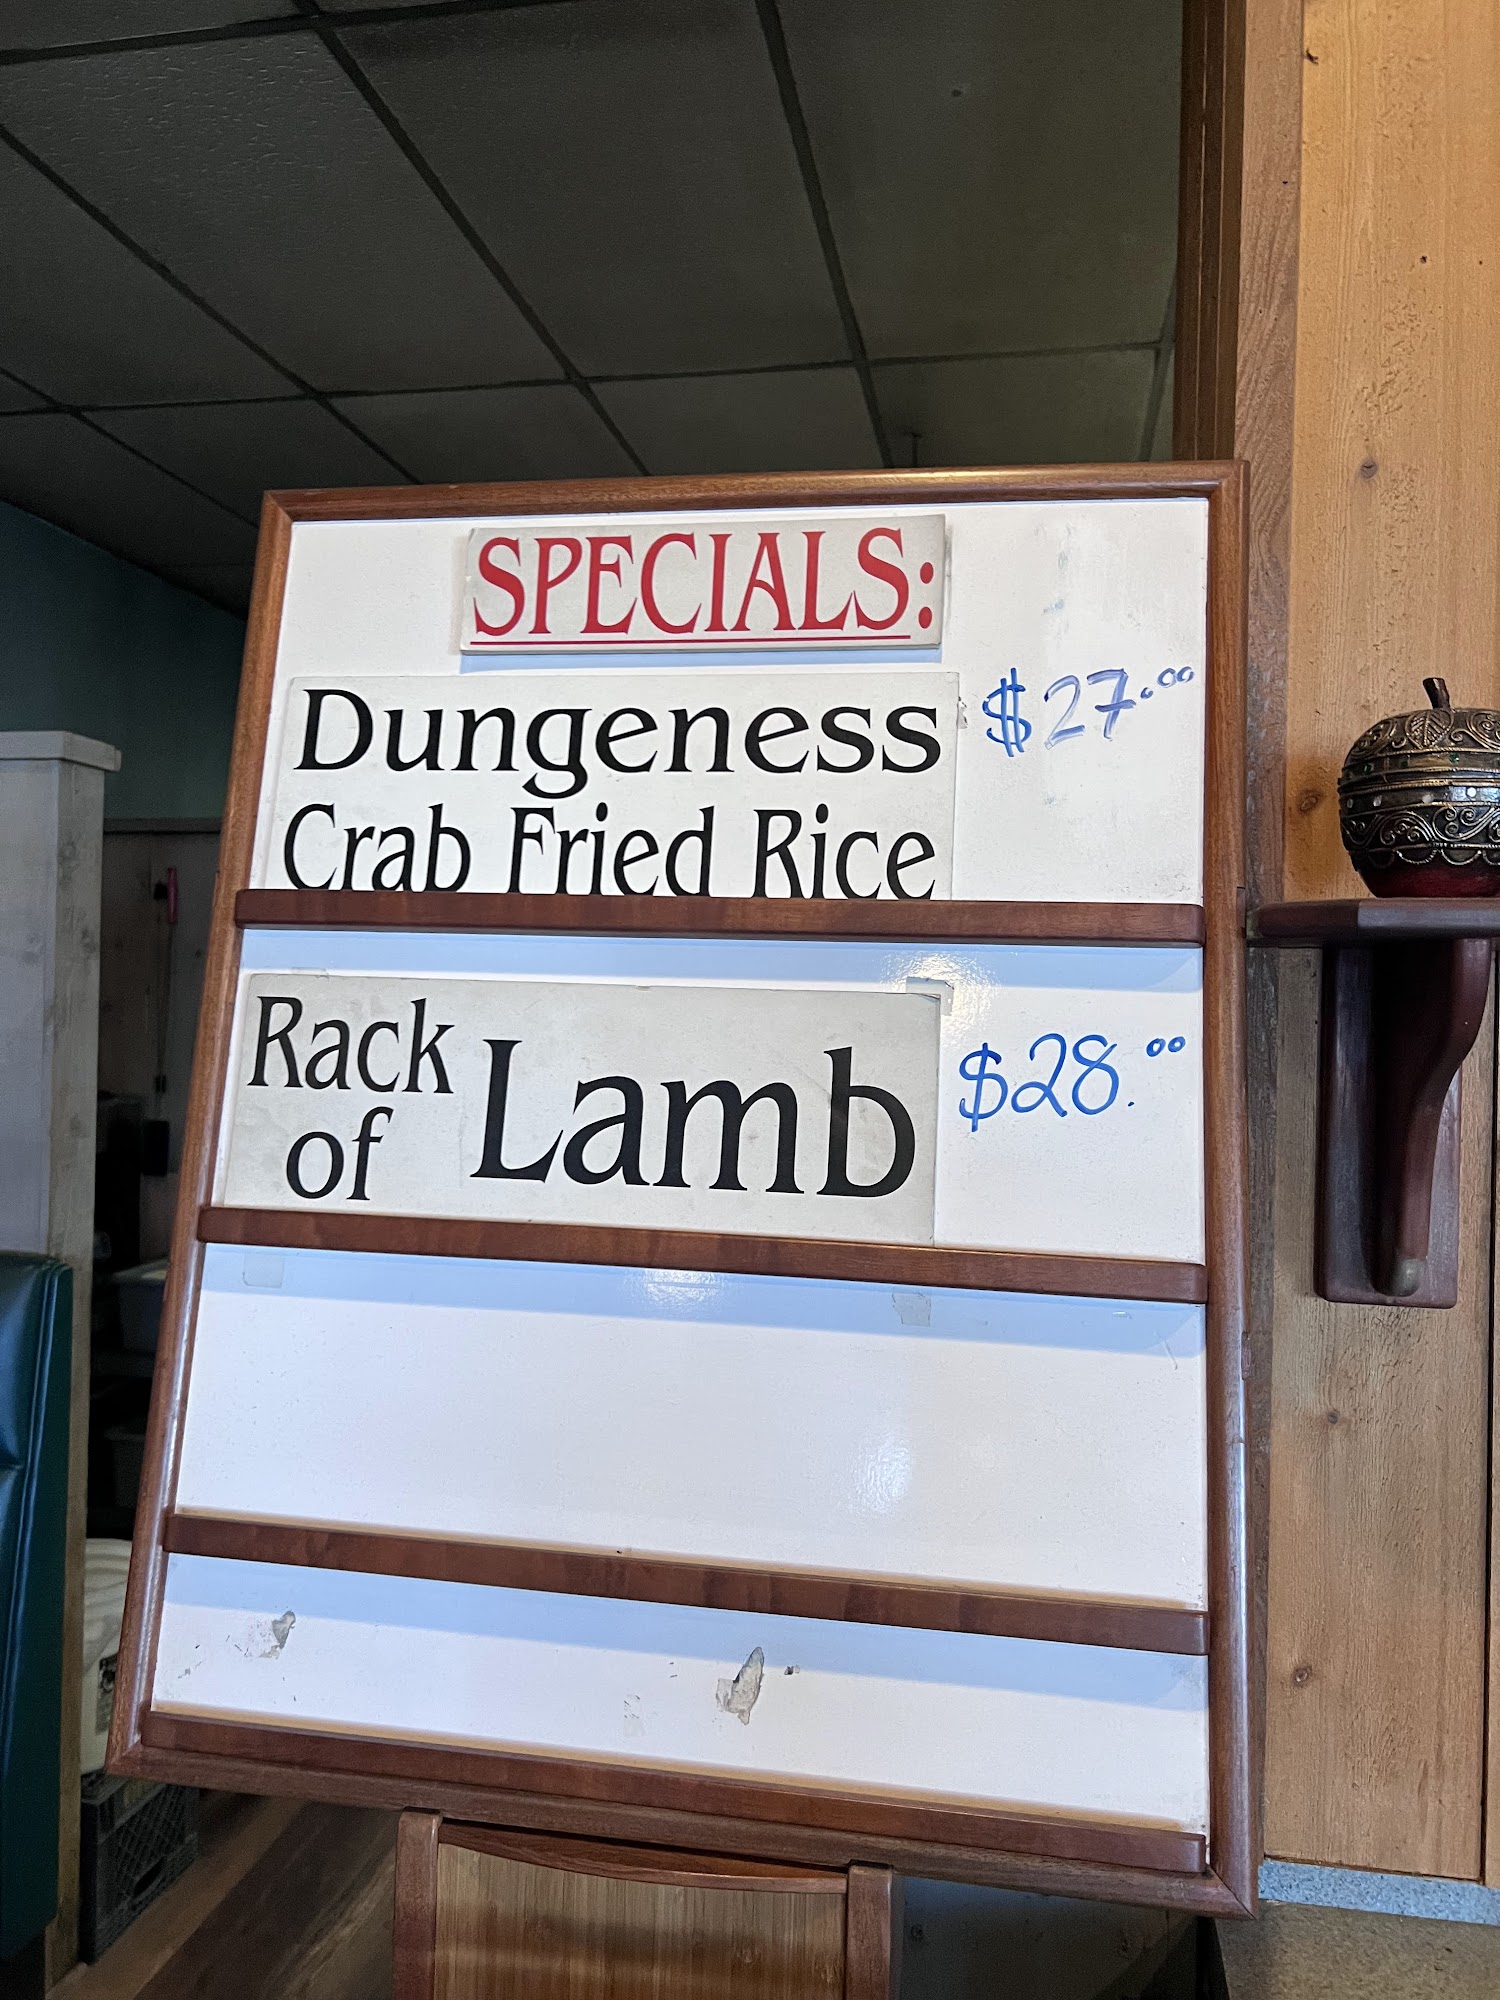 SPECIALS:
Dungeness $27.00
Crab Fried Rice
Rack of Lamb $28.00